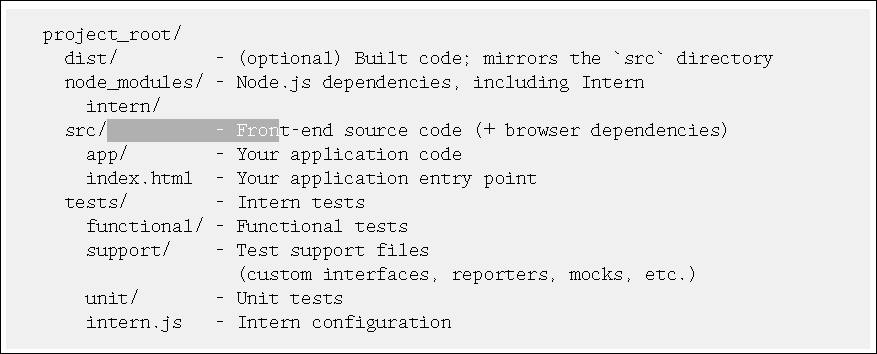 project_root/
  dist/         - (optional) Built code; mirrors the `src` directory
  node_modules/ - Node.js dependencies, including Intern
    intern/
  src/          - Front-end source code (+ browser dependencies)
    app/        - Your application code
    index.html  - Your application entry point
  tests/        - Intern tests
    functional/ - Functional tests
    support/    - Test support files
                  (custom interfaces, reporters, mocks, etc.)
    unit/       - Unit tests
    intern.js   - Intern configuration